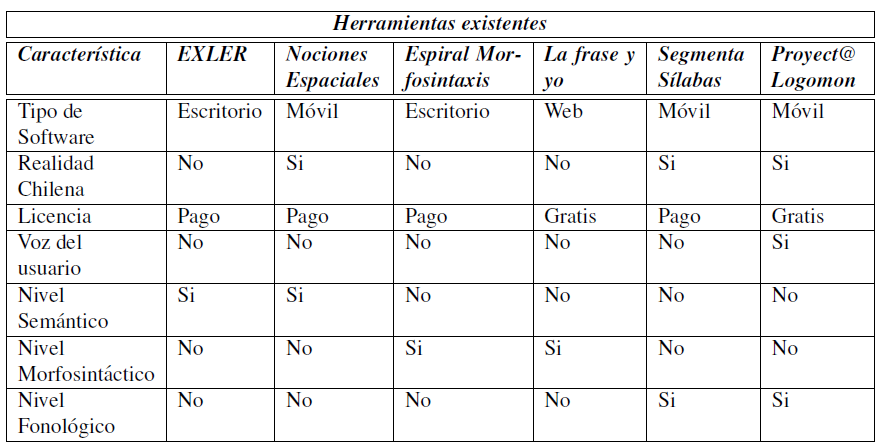 Herramientas existentes
Característica EXLER Nociones Espiral Mor- La frase y Segmenta Proyect@
Espaciales fosintaxis yo Sílabas Logomon
Tipo de Escritorio Móvil Escritorio Web Móvil Móvil
Software
Realidad No Si No No Si Si
Chilena
Licencia Pago Pago Pago Gratis Pago Gratis
Voz del No No No No No Si
usuario
Nivel Si Si No No No No
Semántico
Nivel No No Si Si No No
Morfosintáctico
Nivel No No No No Si Si
Fonológico